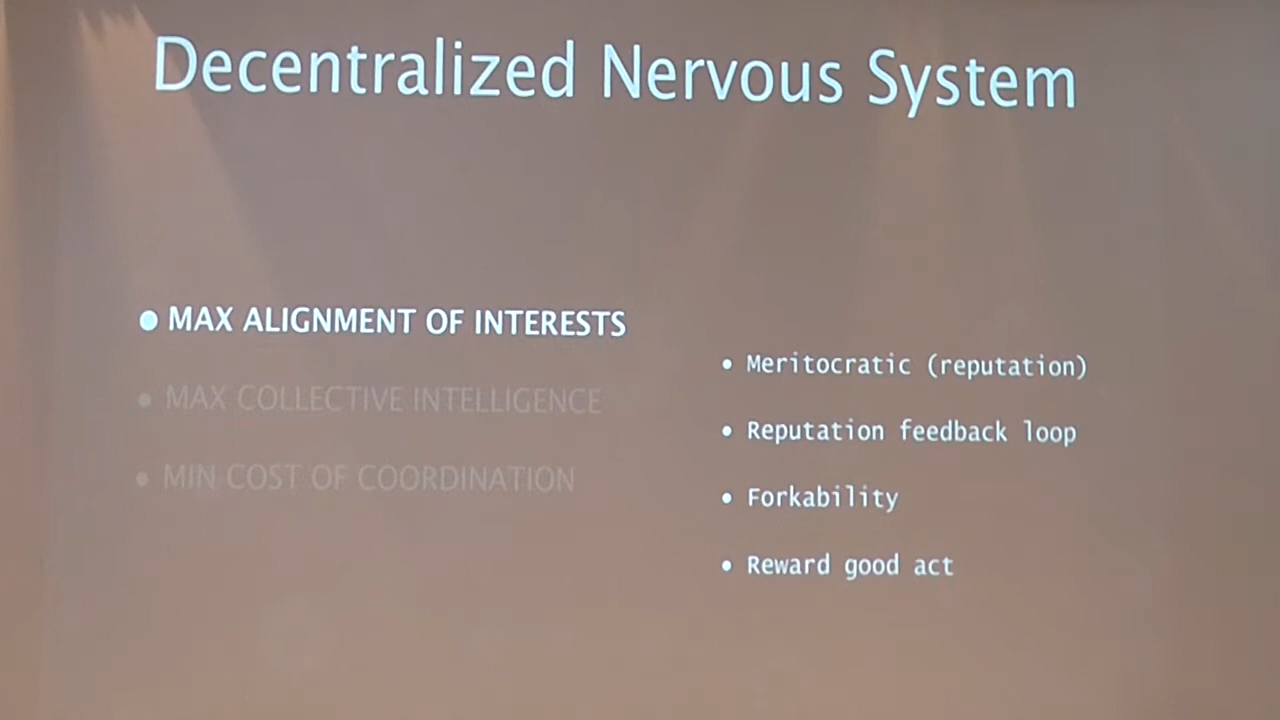 Decentralized Nervous System
• MAX ALIGNMENT OF INTERESTS
• MAX COLLECTIVE INTELLIGENCE
• MIN COST OF COORDINATION
• Meritocratic (reputation)
• Reputation feedback loop
• Forkability
• Reward good act